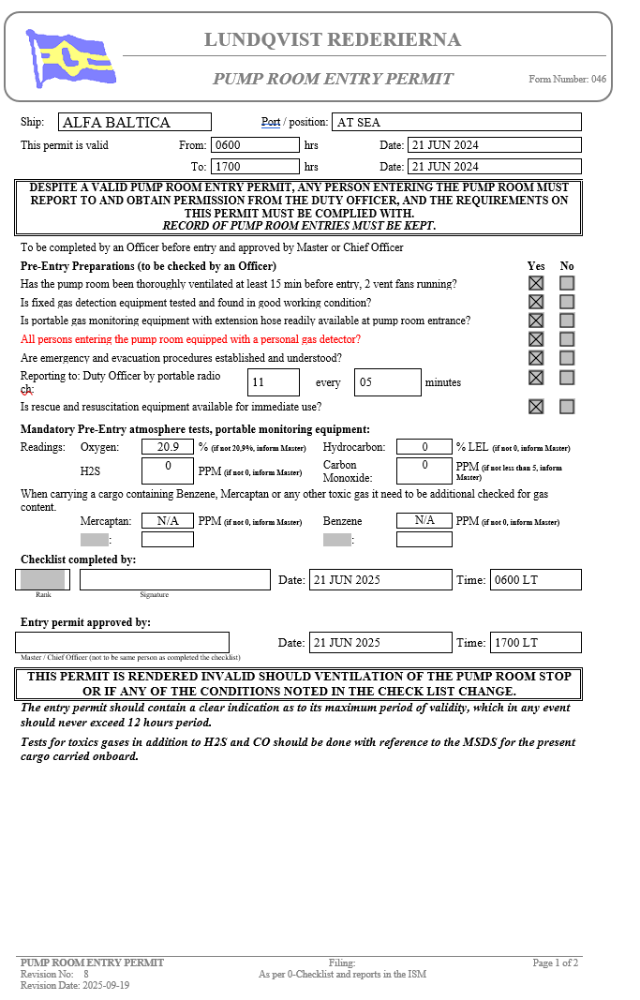 LUNDQVIST REDERIERNA
PUMP ROOM ENTRY PERMIT
Form Number: 046
Ship: ALFA BALTICA Port / position: AT SEA
This permit is valid From: 0600 hrs Date: 21 JUN 2024
To: 1700 hrs Date: 21 JUN 2024
DESPITE A VALID PUMP ROOM ENTRY PERMIT, ANY PERSON ENTERING THE PUMP ROOM MUST
REPORT TO AND OBTAIN PERMISSION FROM THE DUTY OFFICER, AND THE REQUIREMENTS ON
THIS PERMIT MUST BE COMPLIED WITH.
RECORD OF PUMP ROOM ENTRIES MUST BE KEPT.
To be completed by an Officer before entry and approved by Master or Chief Officer
Pre-Entry Preparations (to be checked by an Officer) Yes No
Has the pump room been thoroughly ventilated at least 15 min before entry, 2 vent fans running?
Is fixed gas detection equipment tested and found in good working condition?
Is portable gas monitoring equipment with extension hose readily available at pump room entrance?
All persons entering the pump room equipped with a personal gas detector?
Are emergency and evacuation procedures established and understood?
Reporting to: Duty Officer by portable radio
ch: 11 every 05 minutes
Is rescue and resuscitation equipment available for immediate use?
Mandatory Pre-Entry atmosphere tests, portable monitoring equipment:
Readings: Oxygen: 20.9 % (if not 20,9%, inform Master) Hydrocarbon: 0 % LEL (if not 0, inform Master)
H2S 0 PPM (if not 0, inform Master) Carbon
Monoxide: 0 PPM (if not less than 5, inform
Master)
When carrying a cargo containing Benzene, Mercaptan or any other toxic gas it need to be additional checked for gas
content.
Mercaptan: N/A PPM (if not 0, inform Master) Benzene N/A PPM (if not 0, inform Master)
: :
Checklist completed by:
Date: 21 JUN 2025 Time: 0600 LT
Rank Signature
Entry permit approved by:
Date: 21 JUN 2025 Time: 1700 LT
Master / Chief Officer (not to be same person as completed the checklist)
THIS PERMIT IS RENDERED INVALID SHOULD VENTILATION OF THE PUMP ROOM STOP
OR IF ANY OF THE CONDITIONS NOTED IN THE CHECK LIST CHANGE.
The entry permit should contain a clear indication as to its maximum period of validity, which in any event
should never exceed 12 hours period.
Tests for toxics gases in addition to H2S and CO should be done with reference to the MSDS for the present
cargo carried onboard.
PUMP ROOM ENTRY PERMIT Filing: Page 1 of 2
Revision No: 8 As per 0-Checklist and reports in the ISM
Revision Date: 2025-09-19